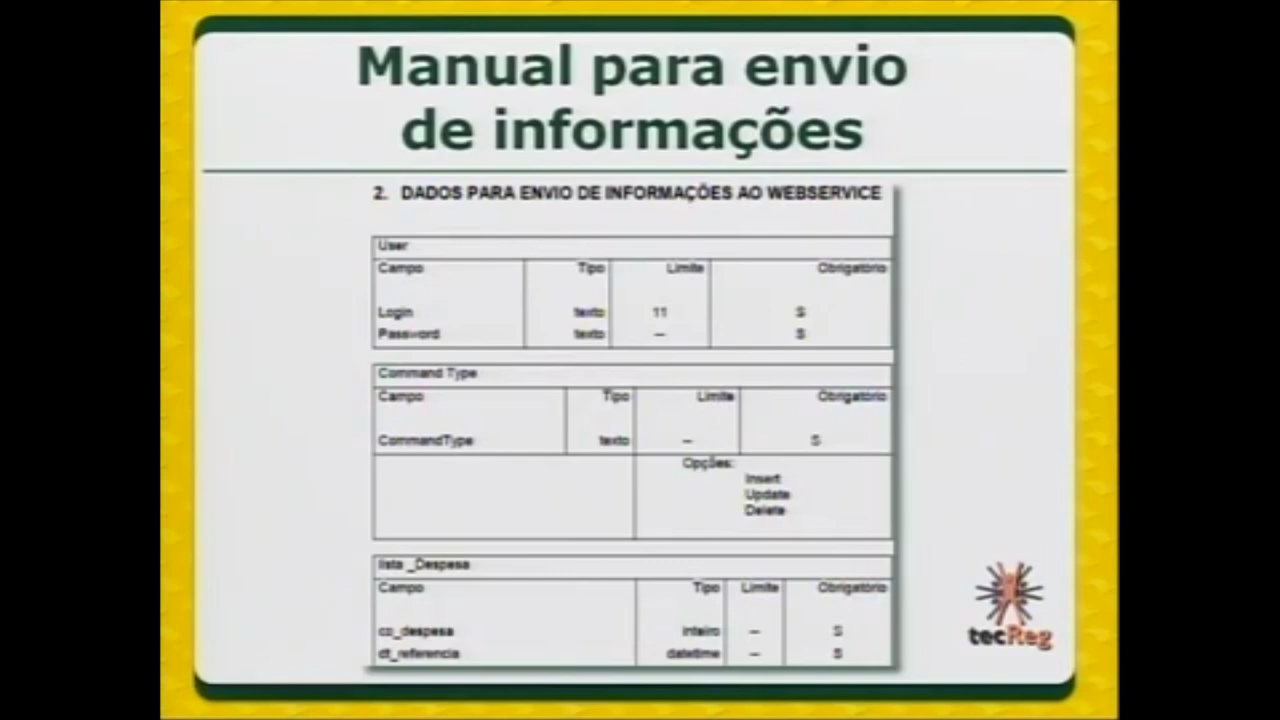 Manual para envio
de informações
2. DADOS PARA ENVIO DE INFORMAÇÕES AO WEBSERVICE
User
Campo Tipo Limite Obrigatório
Login texto 11 S
Password texto -- S
Command Type
Campo Tipo Limite Obrigatório
CommandType texto -- S
Opções:
Insert
Update
Delete
lista _Despesa
Campo Tipo Limite Obrigatório
co_despesa inteiro -- S
dt_referencia datetime -- S
tecReg